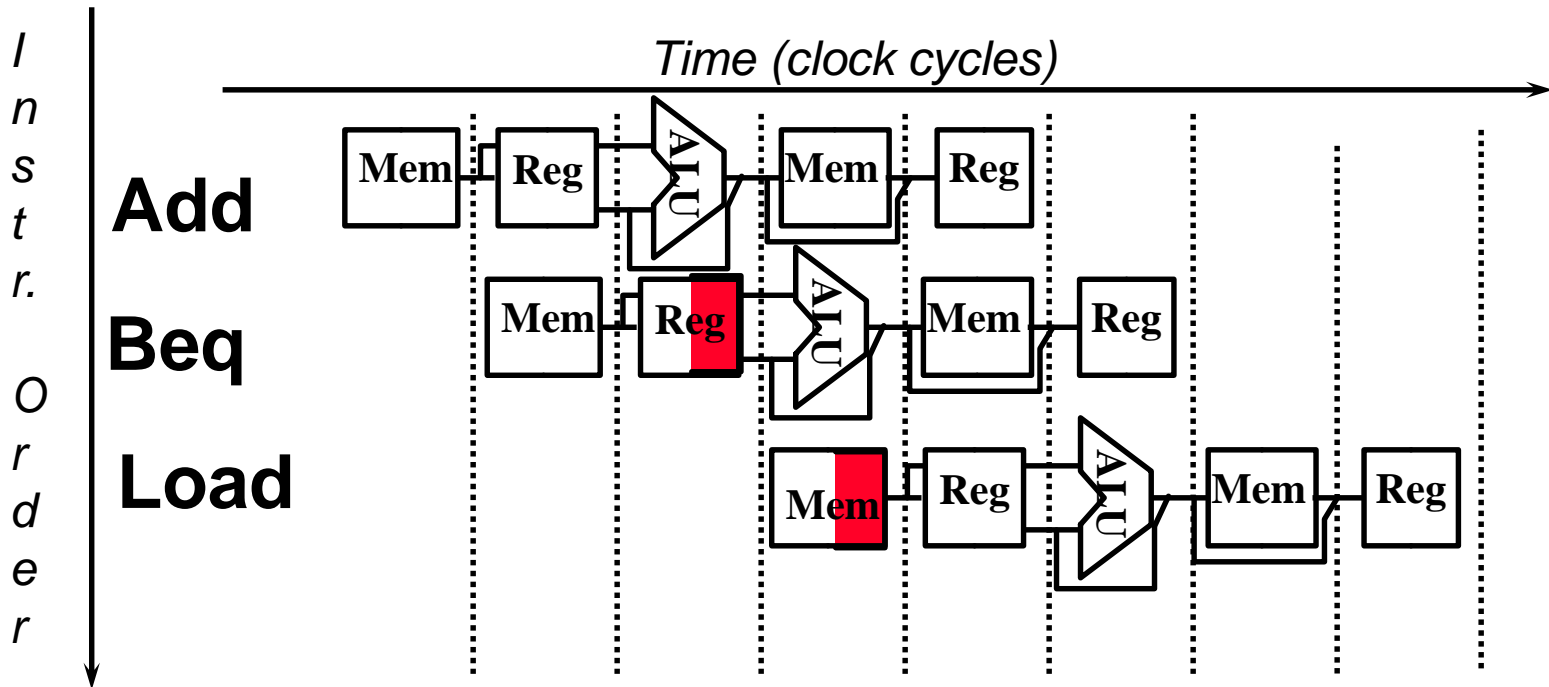 Instr. Order
Time (clock cycles)
Add
Mem Reg ALU Mem Reg
Beq
Mem Reg ALU Mem Reg
Load
Mem Reg ALU Mem Reg